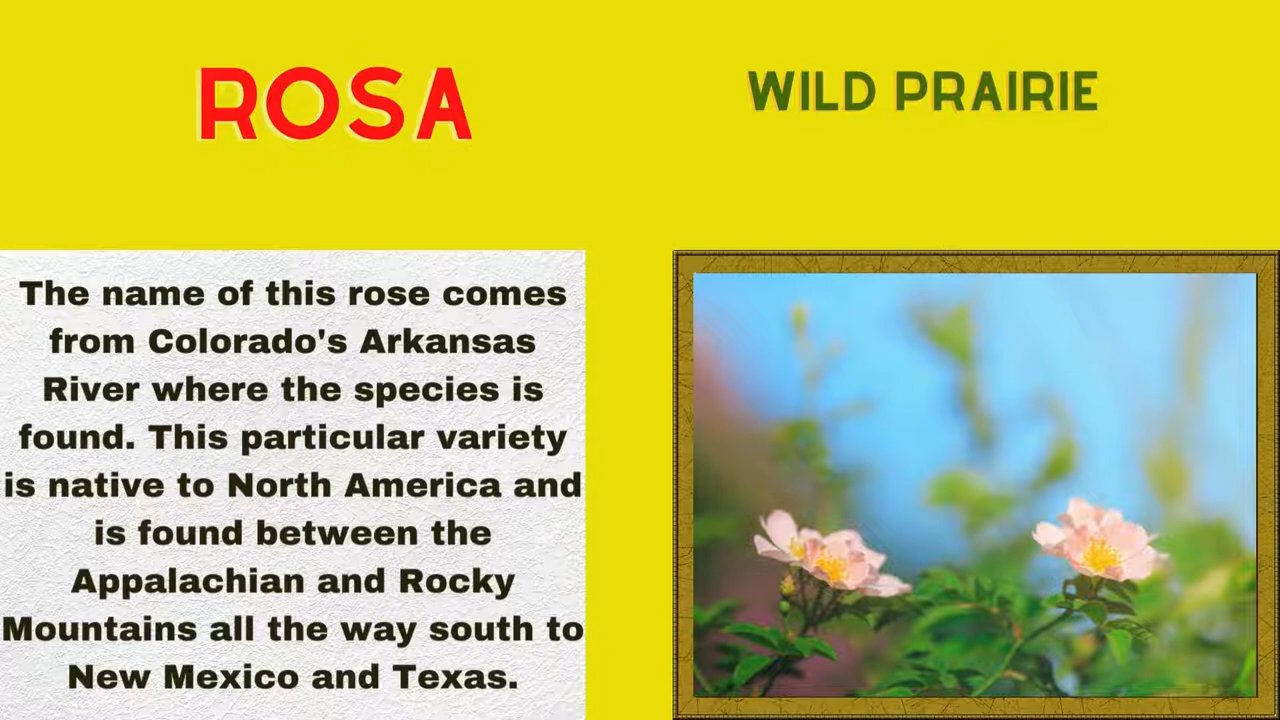 ROSA
WILD PRAIRIE
The name of this rose comes
from Colorado's Arkansas
River where the species is
found. This particular variety
is native to North America and
is found between the
Appalachian and Rocky
Mountains all the way south to
New Mexico and Texas.